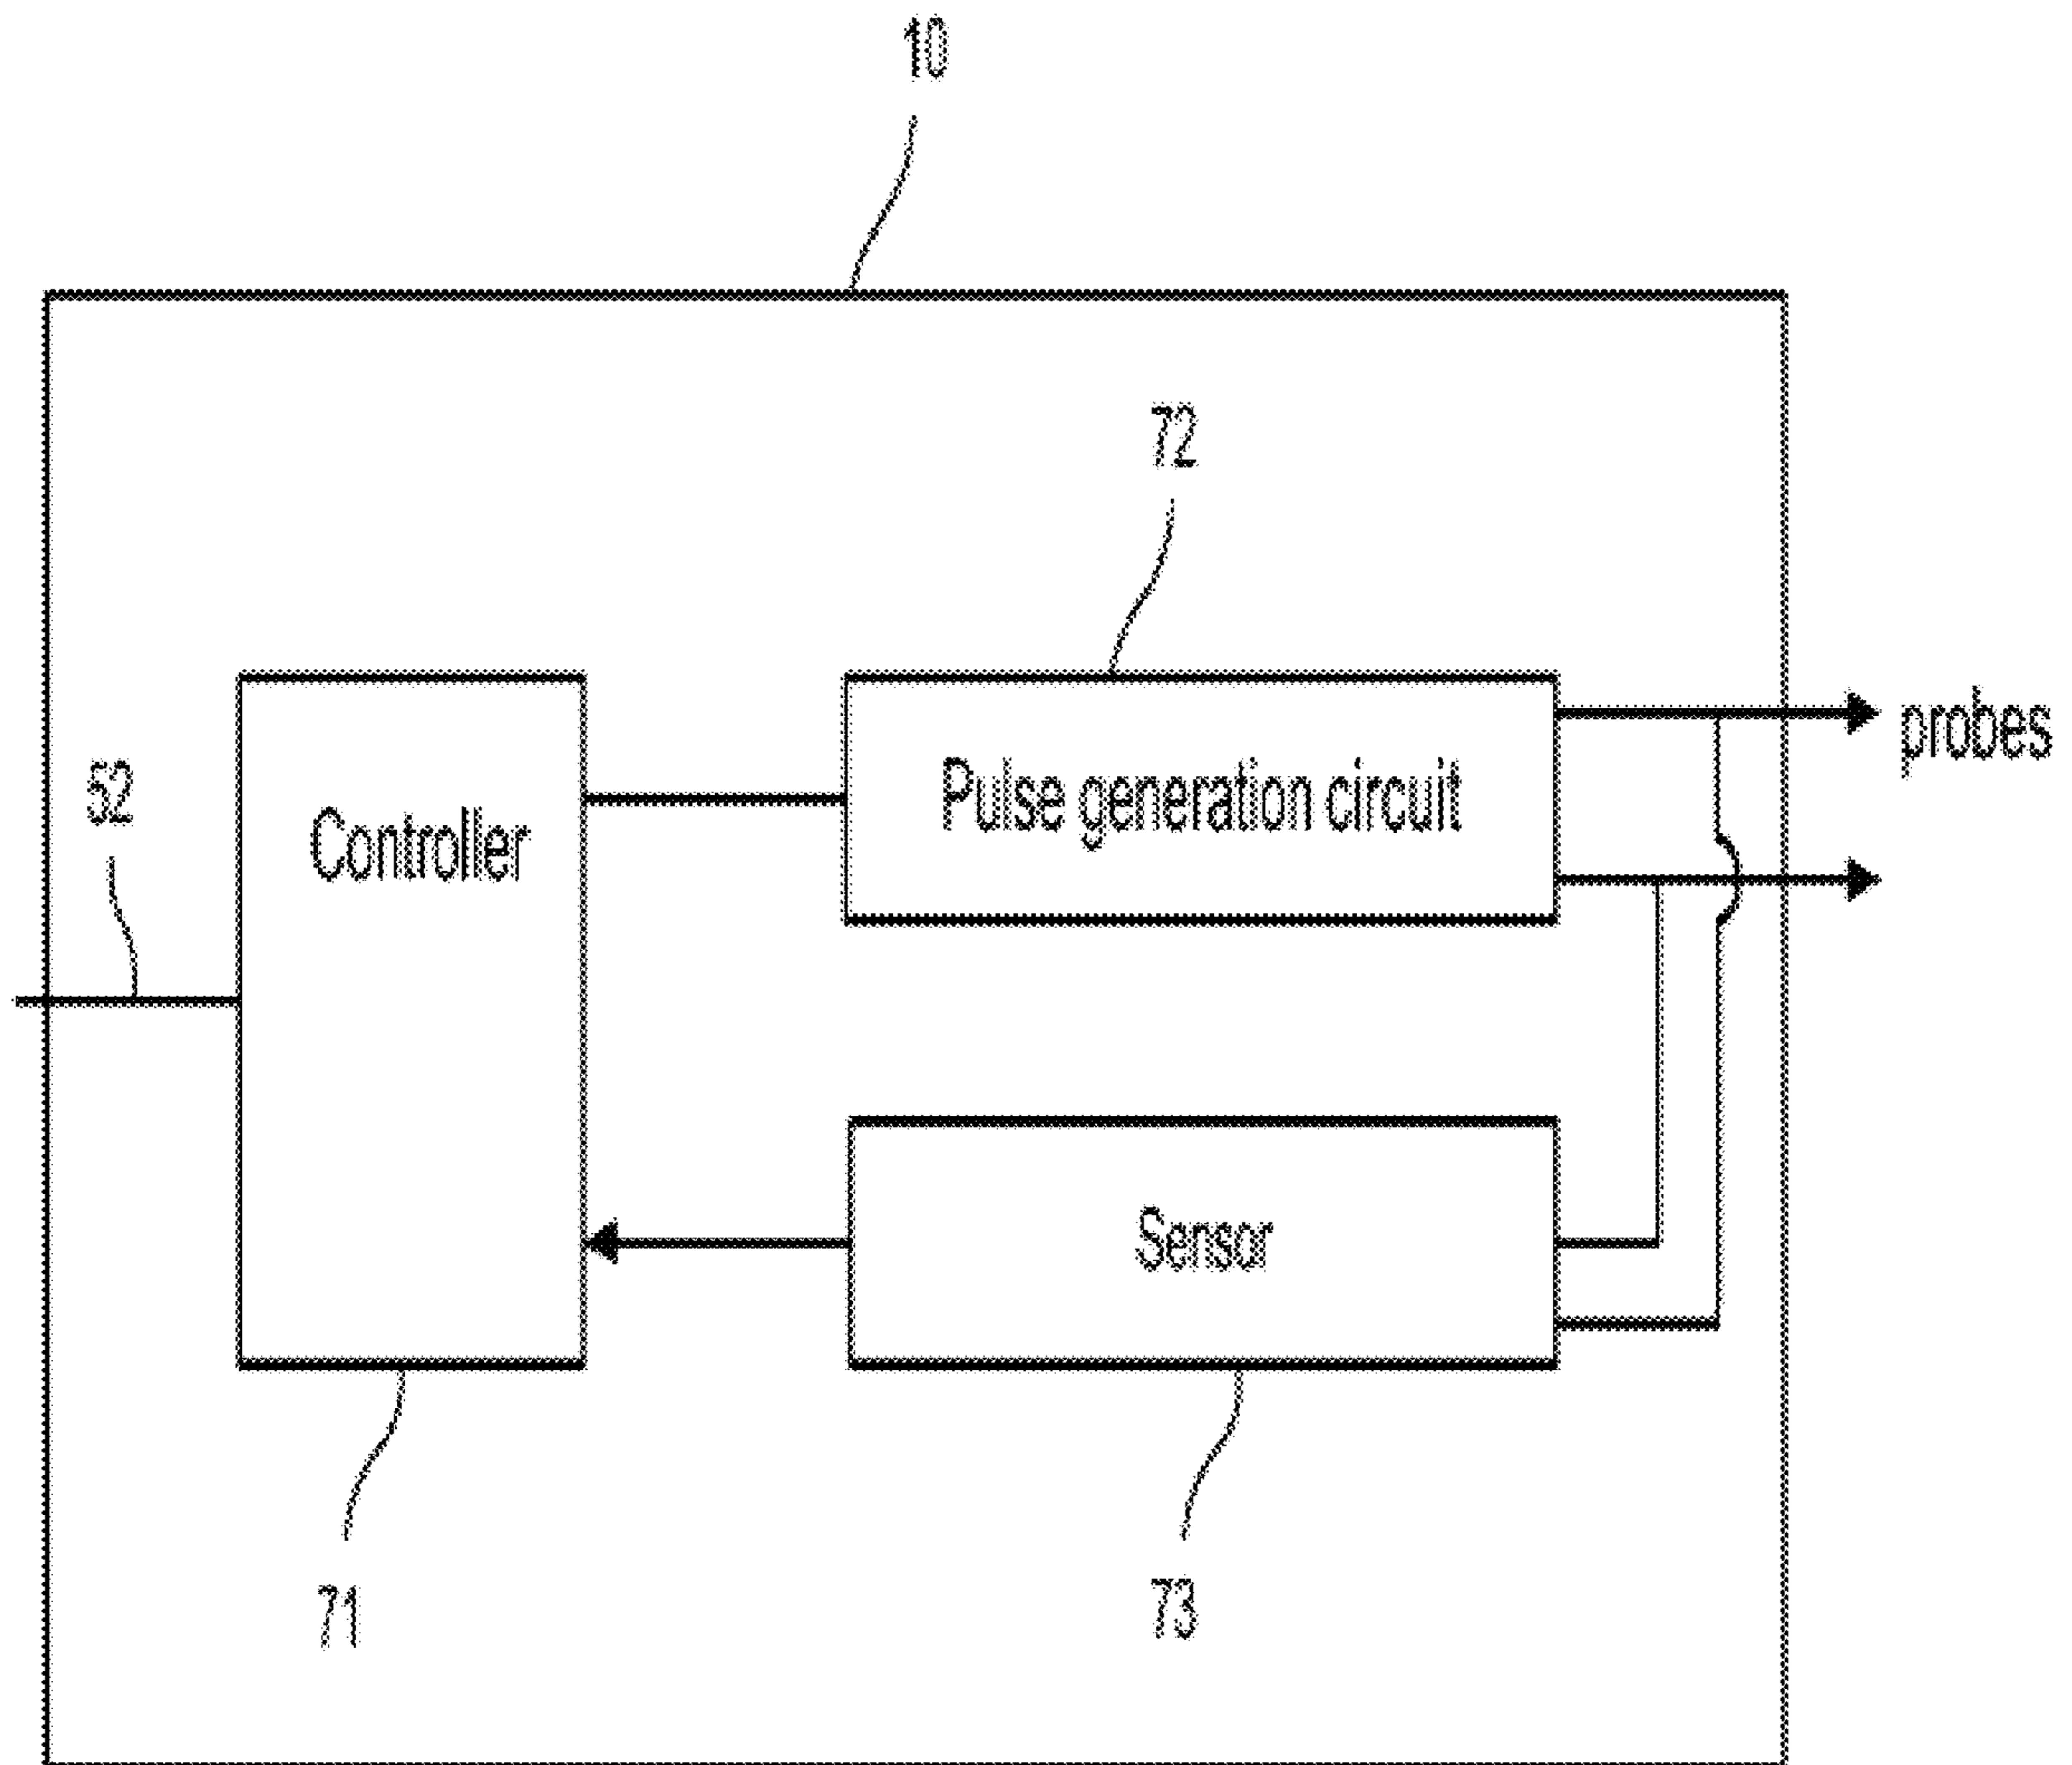 10
72
probes
52
Controller
Pulse generation circuit
Sensor
71
73